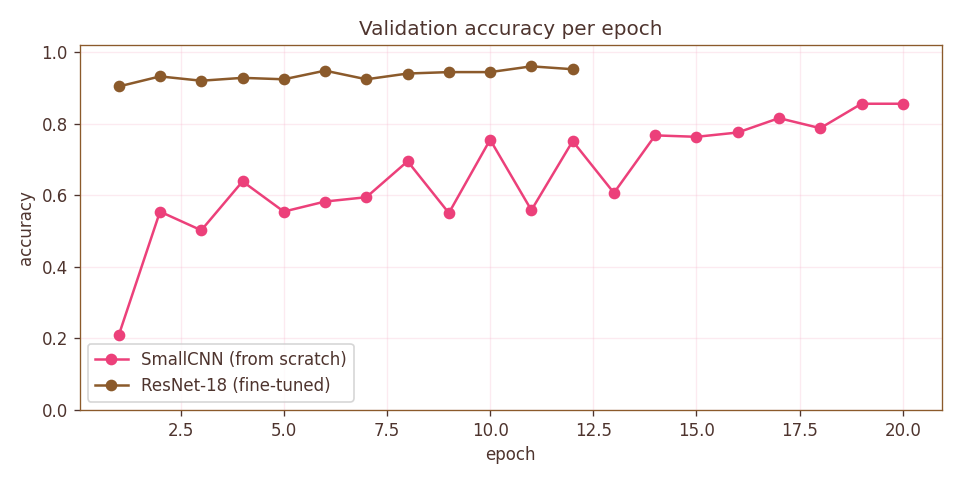 Validation accuracy per epoch
1.0
0.8
0.6
0.4
0.2
0.0
accuracy
SmallCNN (from scratch)
ResNet-18 (fine-tuned)
2.5 5.0 7.5 10.0 12.5 15.0 17.5 20.0
epoch